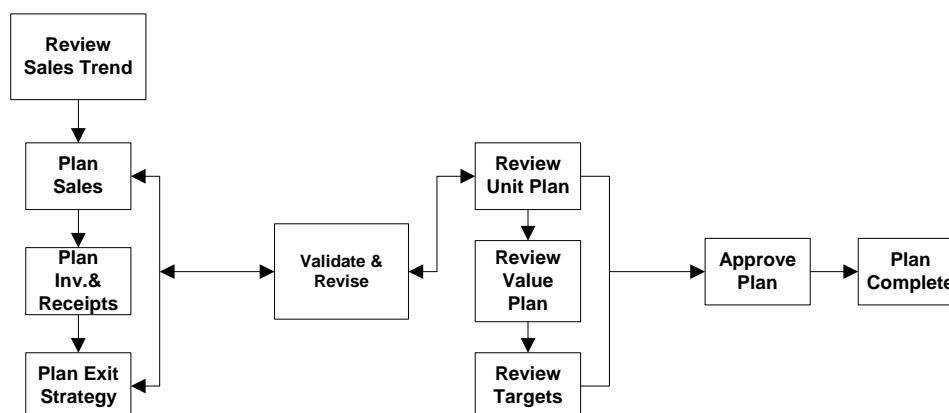 Review
Sales Trend
Plan
Sales
Plan
Inv.&
Receipts
Plan Exit
Strategy
Validate &
Revise
Review
Unit Plan
Review
Value
Plan
Review
Targets
Approve
Plan
Plan
Complete